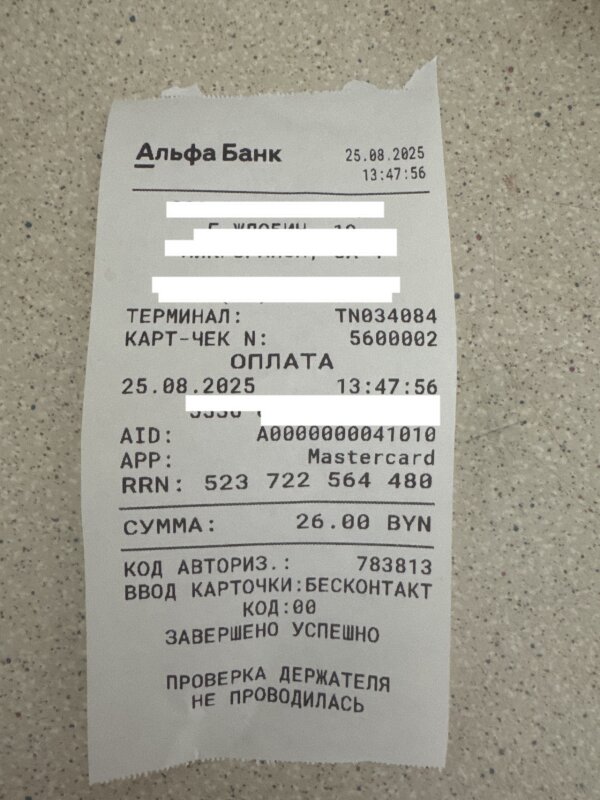 Альфа Банк
25.08.2025
13:47:56
ТЕРМИНАЛ: TN034084
КАРТ-ЧЕК N: 5600002
ОПЛАТА
25.08.2025 13:47:56
AID: A0000000041010
APP: Mastercard
RRN: 523 722 564 480
СУММА: 26.00 BYN
КОД АВТОРИЗ.: 783813
ВВОД КАРТОЧКИ:БЕСКОНТАКТ
КОД:00
ЗАВЕРШЕНО УСПЕШНО
ПРОВЕРКА ДЕРЖАТЕЛЯ
НЕ ПРОВОДИЛАСЬ